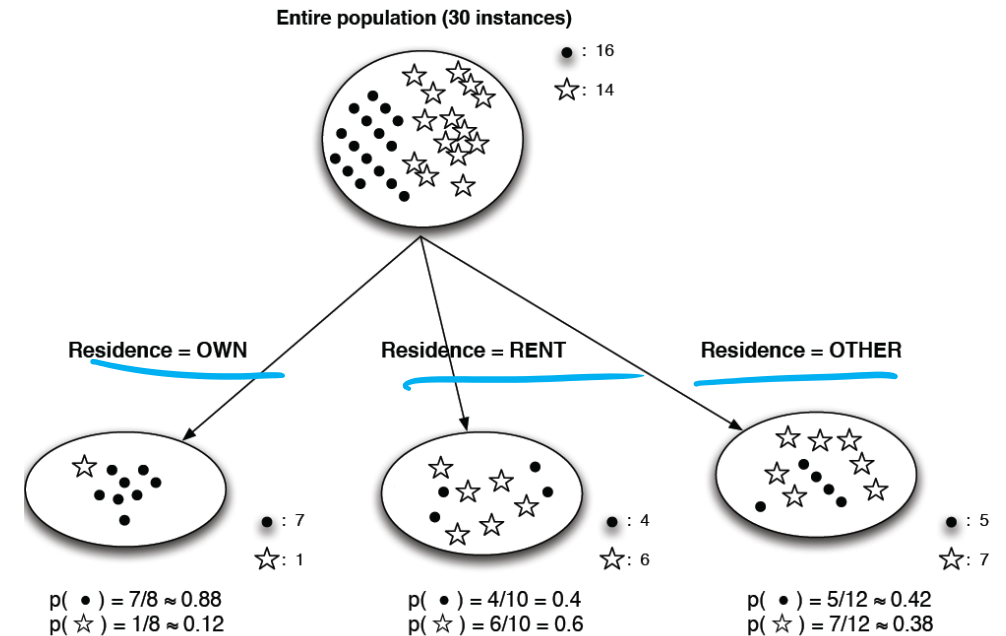 Entire population (30 instances)
● : 16
☆: 14
Residence = OWN
Residence = RENT
Residence = OTHER
● : 7
☆: 1
● : 4
☆: 6
● : 5
☆: 7
p( ● ) = 7/8 ≈ 0.88
p( ☆ ) = 1/8 ≈ 0.12
p( ● ) = 4/10 = 0.4
p( ☆ ) = 6/10 = 0.6
p( ● ) = 5/12 ≈ 0.42
p( ☆ ) = 7/12 ≈ 0.38